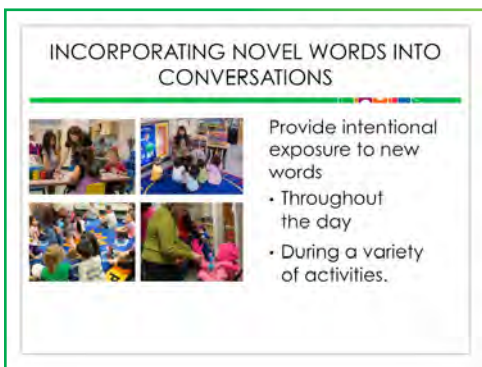 INCORPORATING NOVEL WORDS INTO
CONVERSATIONS
Provide intentional
exposure to new
words
• Throughout
the day
• During a variety
of activities.